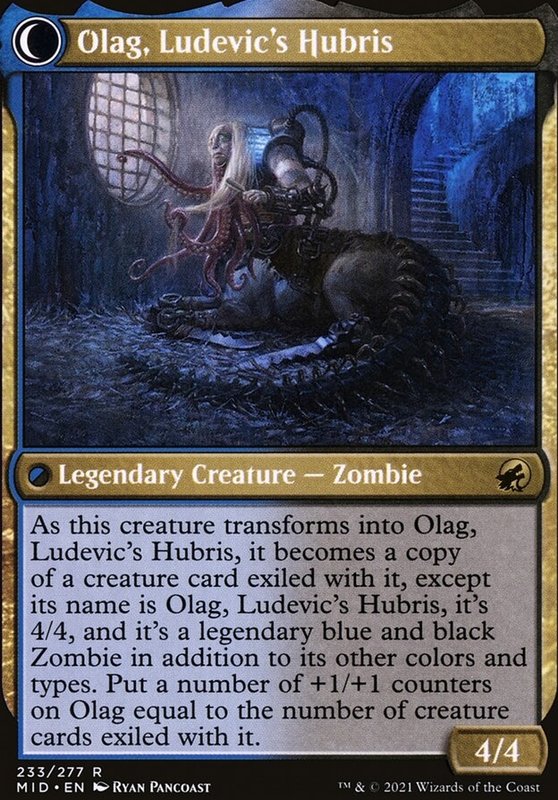 Olag, Ludevic's Hubris
Legendary Creature — Zombie
As this creature transforms into Olag,
Ludevic's Hubris, it becomes a copy
of a creature card exiled with it, except
its name is Olag, Ludevic's Hubris, it's
4/4, and it's a legendary blue and black
Zombie in addition to its other colors and
types. Put a number of +1/+1 counters
on Olag equal to the number of creature
cards exiled with it.
4/4
233/277 R
MID • EN Ryan Pancoast
™ & © 2021 Wizards of the Coast